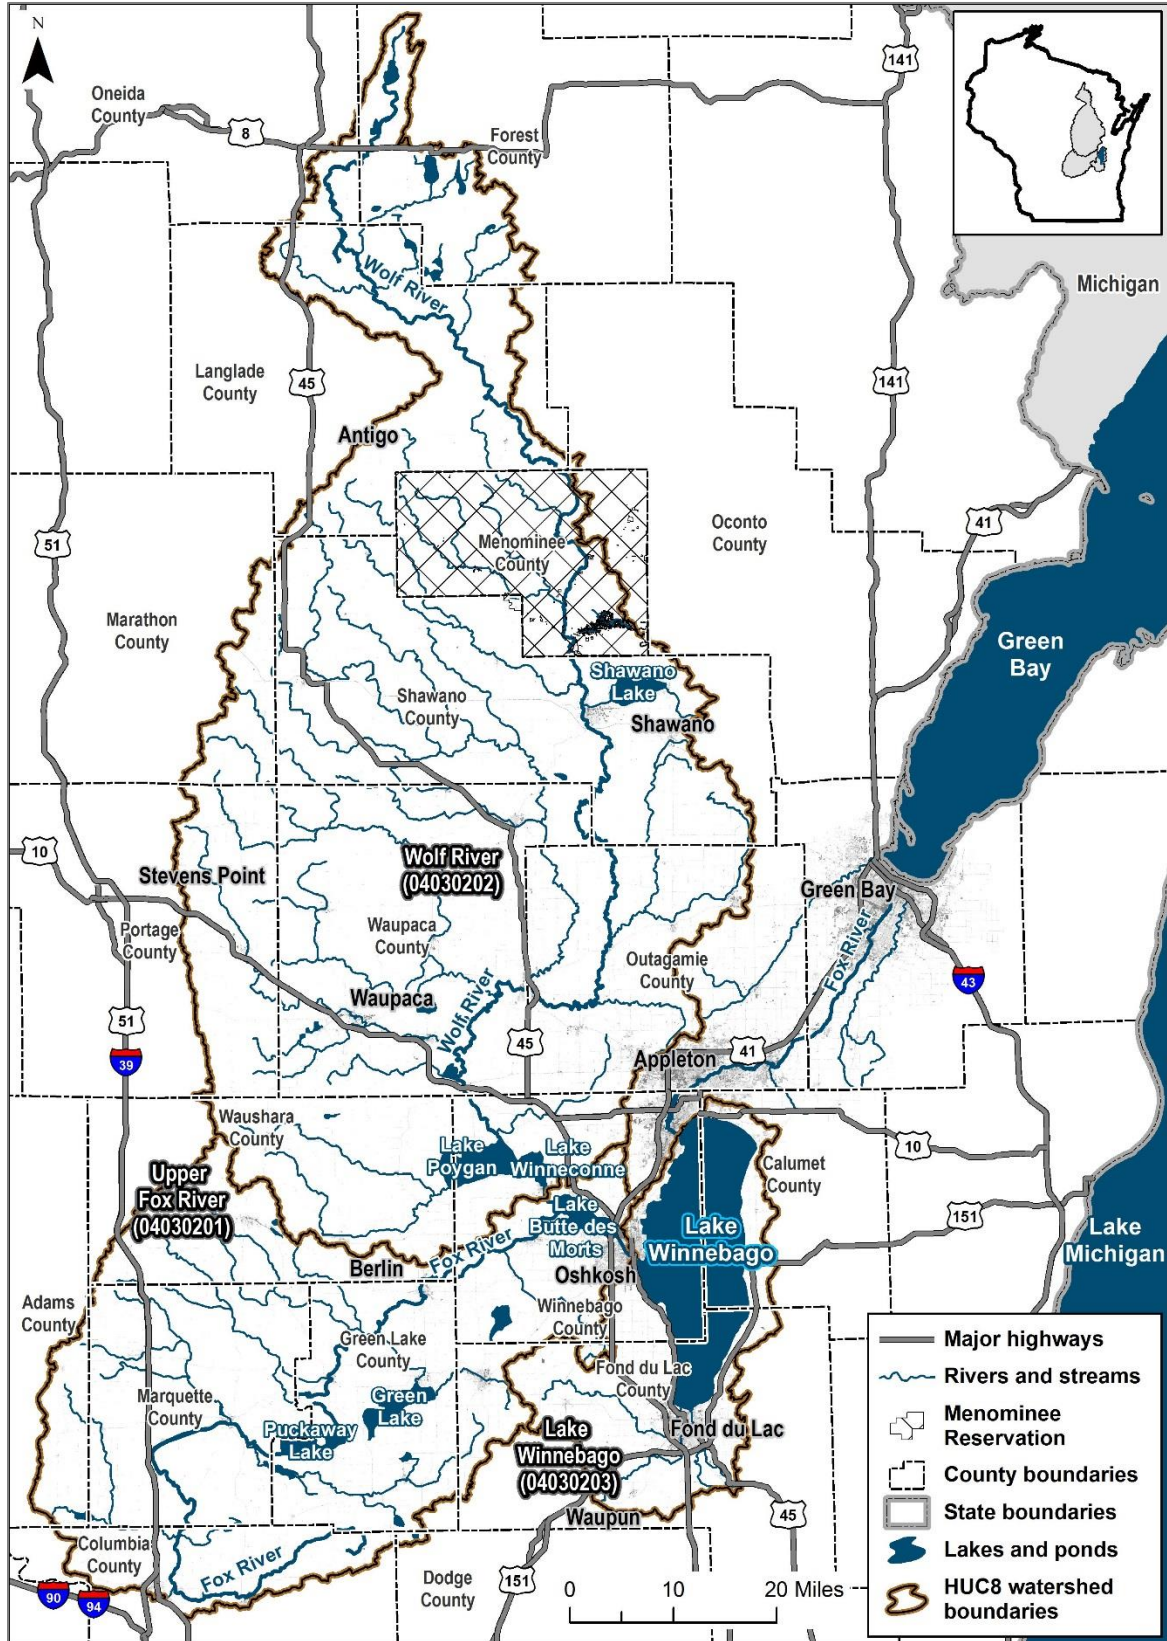 N
Oneida
County
8
Forest
County
141
Michigan
Wolf River
Langlade
County
45
141
Antigo
51
Menominee
County
Oconto
County
41
Marathon
County
Green
Bay
Shawano
Lake
Shawano
County
Shawano
10
Stevens Point
Wolf River
(04030202)
Green Bay
Portage
County
Waupaca
County
Outagamie
County
Fox River
43
Waupaca
Wolf River
51
39
45
Appleton
41
Waushara
County
Lake
Poygan
Lake
Winneconne
10
Calumet
County
Upper
Fox River
(04030201)
Lake
Butte des
Morts
Lake
Winnebago
151
Lake
Michigan
Fox River
Berlin
Oshkosh
Adams
County
Winnebago
County
Green Lake
County
Fond du Lac
County
Marquette
County
Green
Lake
Puckaway
Lake
Lake
Winnebago
(04030203)
Fond du Lac
Waupun
45
Columbia
County
Fox River
Dodge
County
151
90
94
0 10 20 Miles
Major highways
Rivers and streams
Menominee
Reservation
County boundaries
State boundaries
Lakes and ponds
HUC8 watershed
boundaries